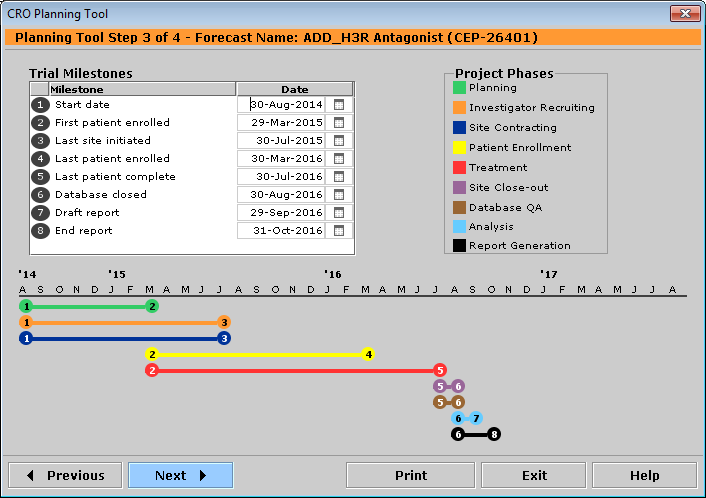 CRO Planning Tool
Planning Tool Step 3 of 4 - Forecast Name: ADD_H3R Antagonist (CEP-26401)
Trial Milestones
Milestone Date
1 Start date 30-Aug-2014
2 First patient enrolled 29-Mar-2015
3 Last site initiated 30-Jul-2015
4 Last patient enrolled 30-Mar-2016
5 Last patient complete 30-Jul-2016
6 Database closed 30-Aug-2016
7 Draft report 29-Sep-2016
8 End report 31-Oct-2016
Project Phases
Planning
Investigator Recruiting
Site Contracting
Patient Enrollment
Treatment
Site Close-out
Database QA
Analysis
Report Generation
'14 '15 '16 '17
A S O N D J F M A M J J A S O N D J F M A M J J A S O N D J F M A M J J A
1 2
1 3
1 3
2 4
2 5
5 6
5 6
6 7
6 8
Previous Next Print Exit Help